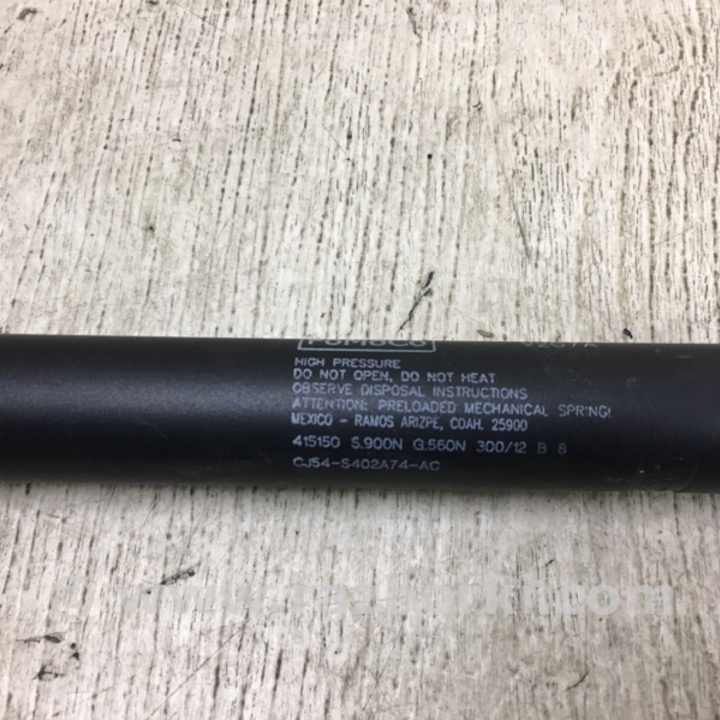 FoMoCo
HIGH PRESSURE
DO NOT OPEN, DO NOT HEAT
OBSERVE DISPOSAL INSTRUCTIONS
ATTENTION: PRELOADED MECHANICAL SPRING!
MEXICO - RAMOS ARIZPE, COAH. 25900
415150 S.900N G.560N 300/12 B 8
CJ54-S402A74-AC